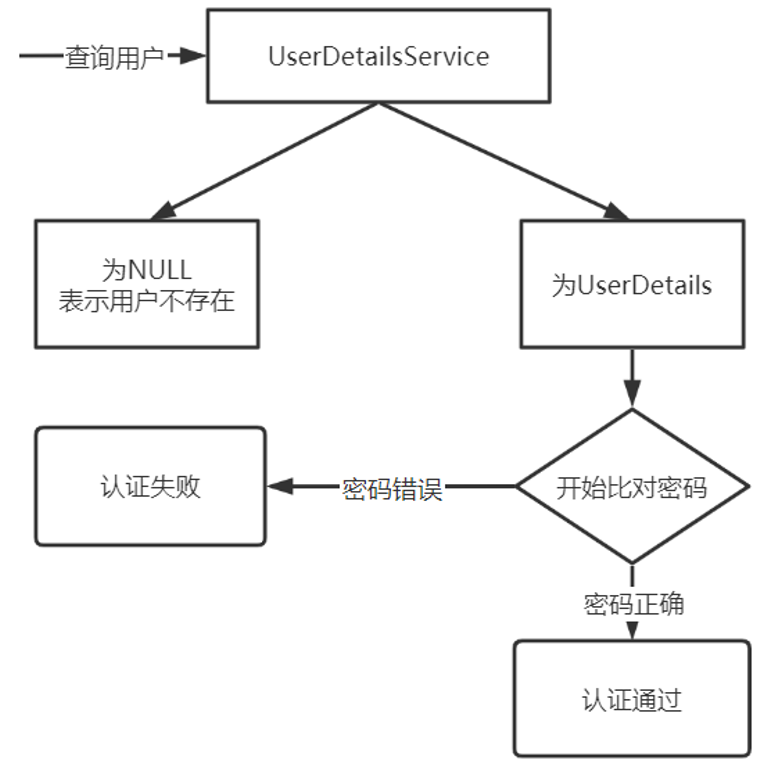 查询用户
UserDetailsService
为NULL
表示用户不存在
为UserDetails
认证失败
密码错误
开始比对密码
密码正确
认证通过